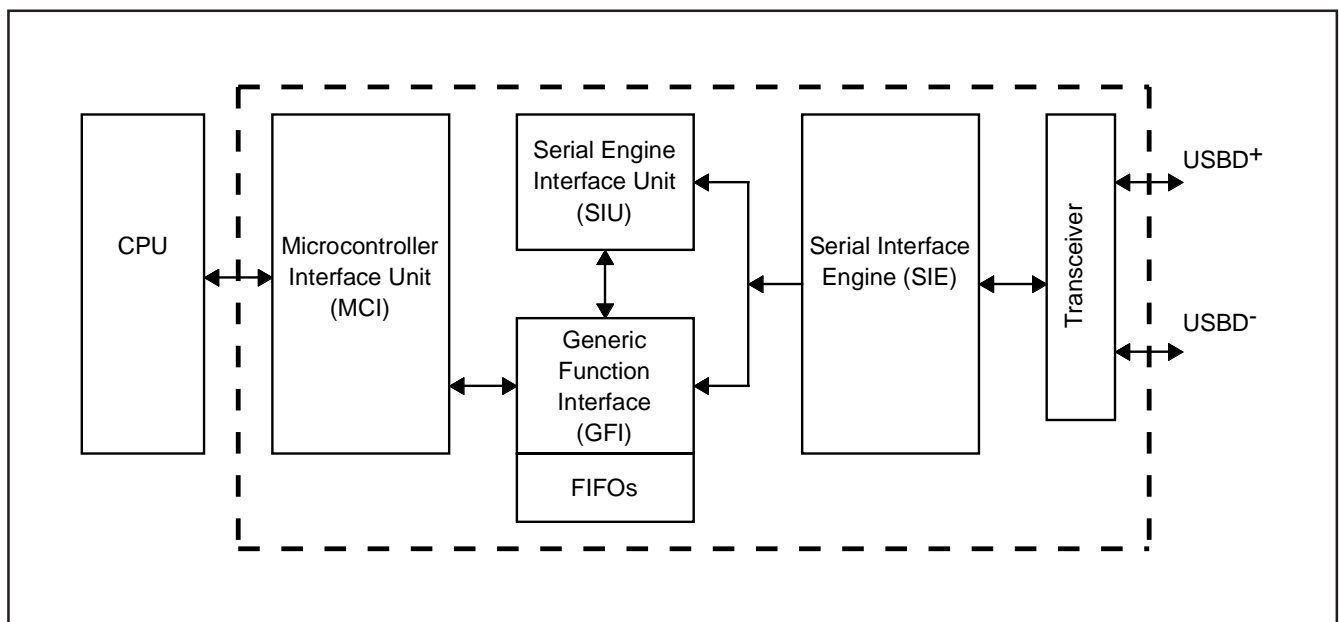 CPU
Microcontroller
Interface Unit
(MCI)
Serial Engine
Interface Unit
(SIU)
Generic
Function
Interface
(GFI)
FIFOs
Serial Interface
Engine (SIE)
Transceiver
USBD+
USBD-